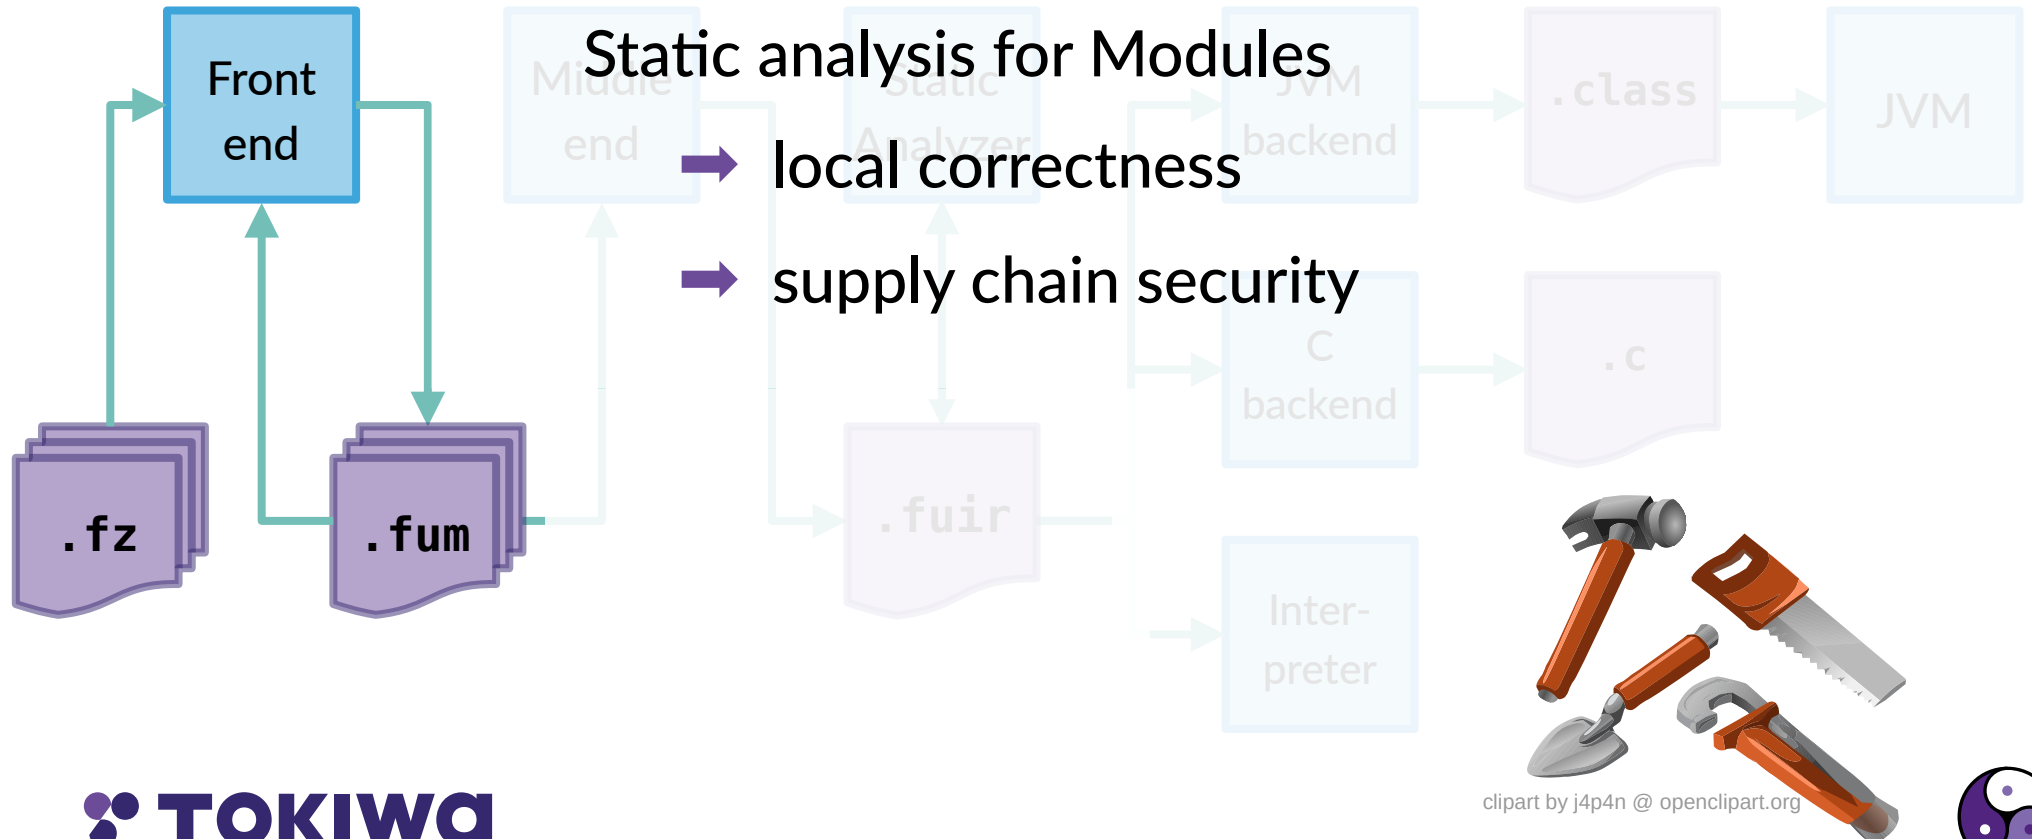 Static analysis for Modules
local correctness
supply chain security
Front
end
Middle
end
Static
Analyzer
JVM
backend
.class
JVM
C
backend
.c
.fz
.fum
.fuir
Inter-
preter
clipart by j4p4n @ openclipart.org
TOKIWA